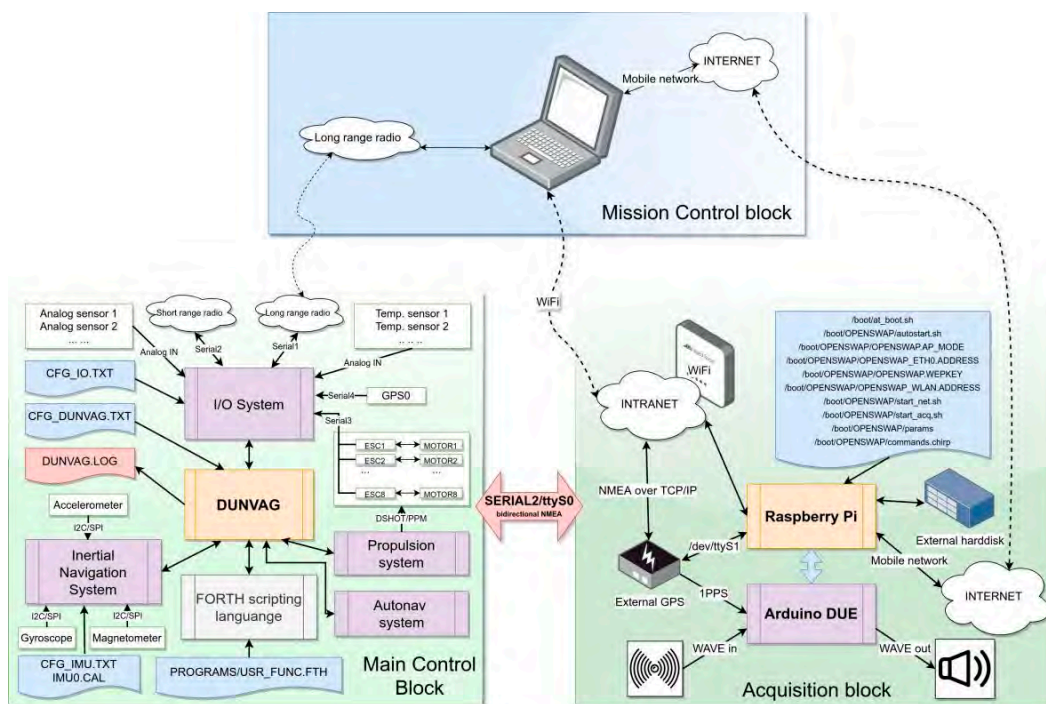 INTERNET
Mobile network
Long range radio
Mission Control block
WiFi
Analog sensor 1
Analog sensor 2
... ...
Short range radio
Long range radio
Temp. sensor 1
Temp. sensor 2
.. .. ..
Analog IN
Serial2
Serial1
Analog IN
CFG_IO.TXT
I/O System
Serial4
GPS0
Serial3
CFG_DUNVAG.TXT
ESC1
MOTOR1
ESC2
MOTOR2
...
...
ESC8
MOTOR8
DUNVAG.LOG
DUNVAG
DSHOT/PPM
Accelerometer
I2C/SPI
Inertial
Navigation
System
Propulsion
system
I2C/SPI
I2C/SPI
Gyroscope
Magnetometer
FORTH scripting
languange
Autonav
system
CFG_IMU.TXT
IMU0.CAL
PROGRAMS/USR_FUNC.FTH
Main Control
Block
SERIAL2/ttyS0
bidirectional NMEA
WiFi
INTRANET
/boot/at_boot.sh
/boot/OPENSWAP/autostart.sh
/boot/OPENSWAP/OPENSWAP.AP_MODE
/boot/OPENSWAP/OPENSWAP_ETH0.ADDRESS
/boot/OPENSWAP/OPENSWAP.WEPKEY
/boot/OPENSWAP/OPENSWAP_WLAN.ADDRESS
/boot/OPENSWAP/start_net.sh
/boot/OPENSWAP/start_acq.sh
/boot/OPENSWAP/params
/boot/OPENSWAP/commands.chirp
NMEA over TCP/IP
Raspberry Pi
External harddisk
/dev/ttyS1
Mobile network
External GPS
1PPS
Arduino DUE
INTERNET
WAVE in
WAVE out
Acquisition block